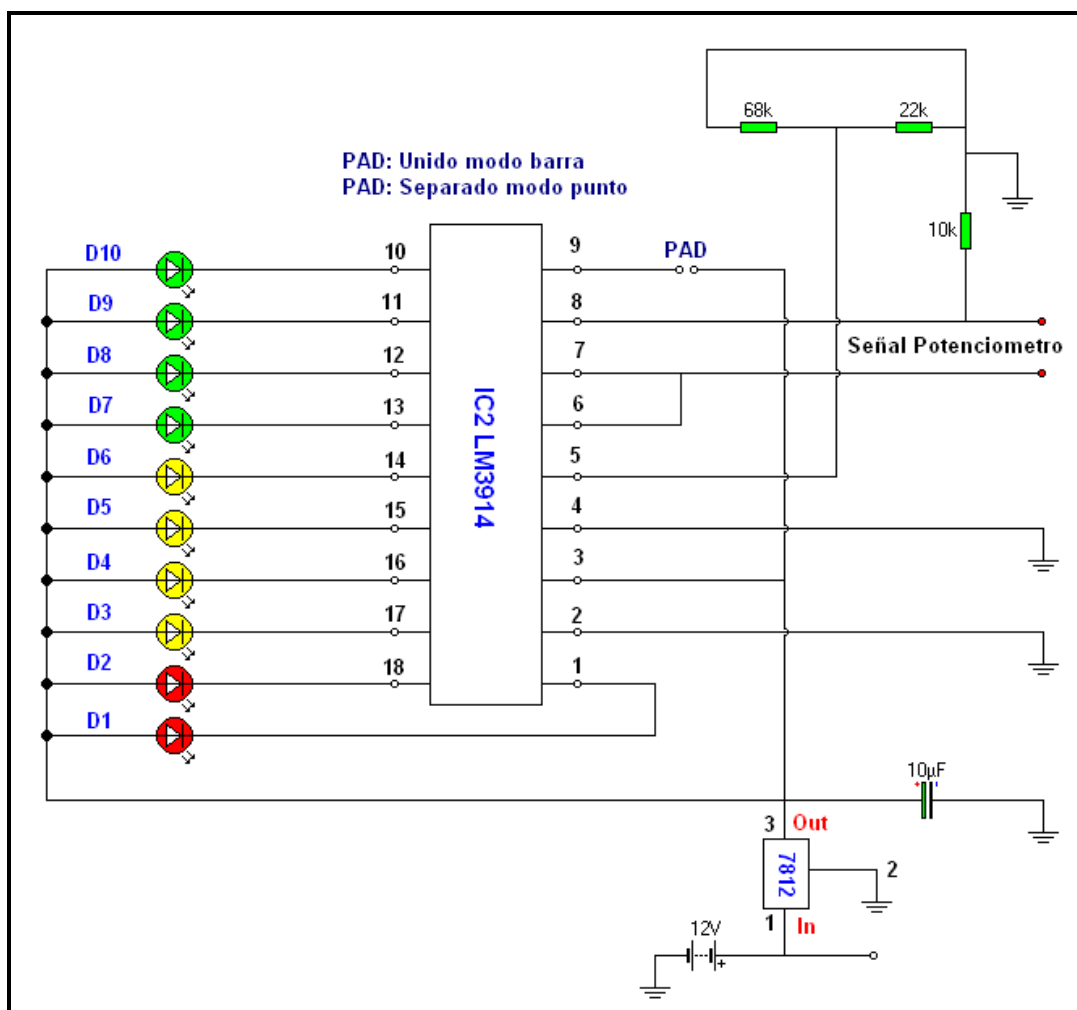 68k
22k
PAD: Unido modo barra
PAD: Separado modo punto
10k
D10
10
9
PAD
D9
11
8
Señal Potenciometro
D8
12
7
D7
13
6
IC2 LM3914
D6
14
5
D5
15
4
D4
16
3
D3
17
2
D2
18
1
D1
10µF
+
3 Out
7812
2
1 In
12V
+